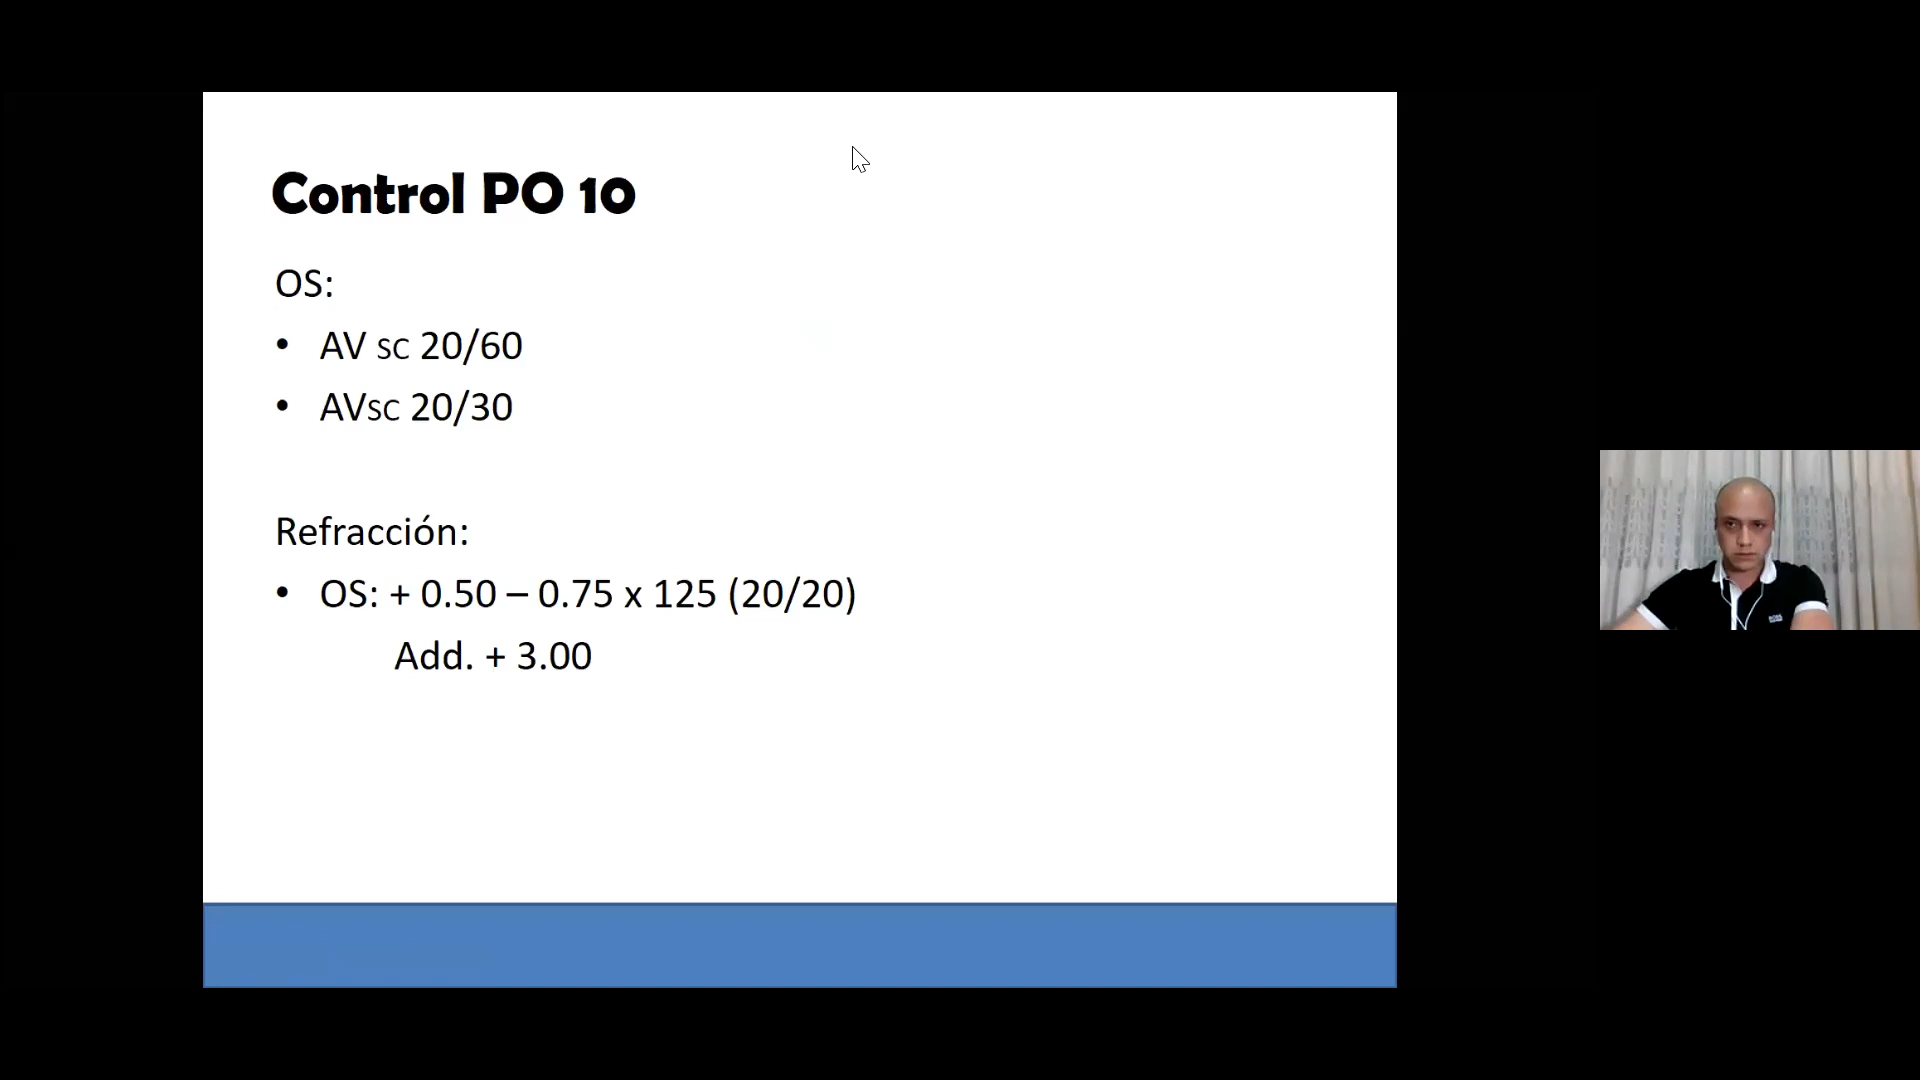 Control PO 10
OS:
• AV sc 20/60
• AVsc 20/30
Refracción:
• OS: + 0.50 – 0.75 x 125 (20/20)
Add. + 3.00